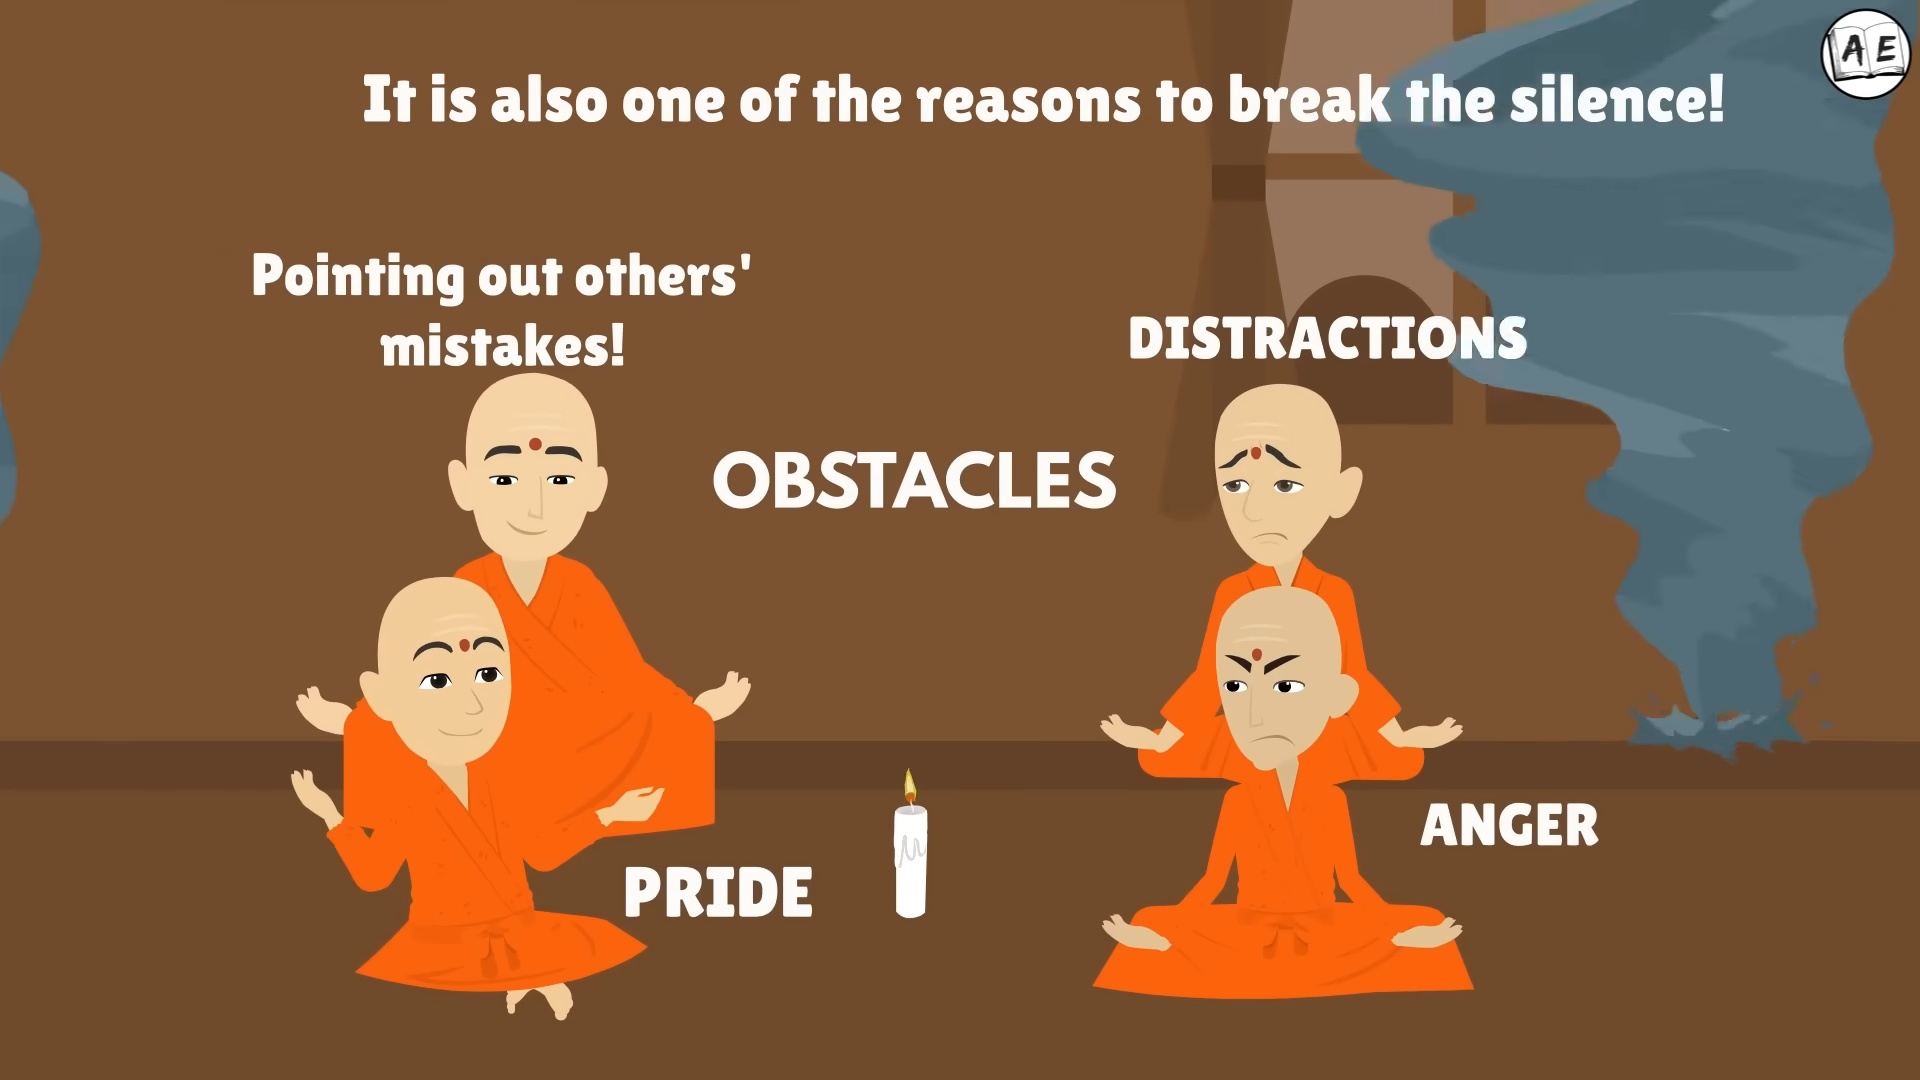 It is also one of the reasons to break the silence!
A E
Pointing out others'
mistakes!
DISTRACTIONS
OBSTACLES
ANGER
PRIDE